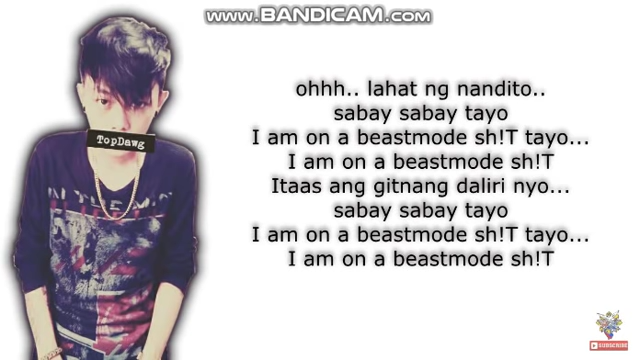 www.BANDICAM.com
TopDawg
ohhh.. lahat ng nandito..
sabay sabay tayo
I am on a beastmode sh!T tayo...
I am on a beastmode sh!T
Itaas ang gitnang daliri nyo...
sabay sabay tayo
I am on a beastmode sh!T tayo...
I am on a beastmode sh!T
SUBSCRIBE